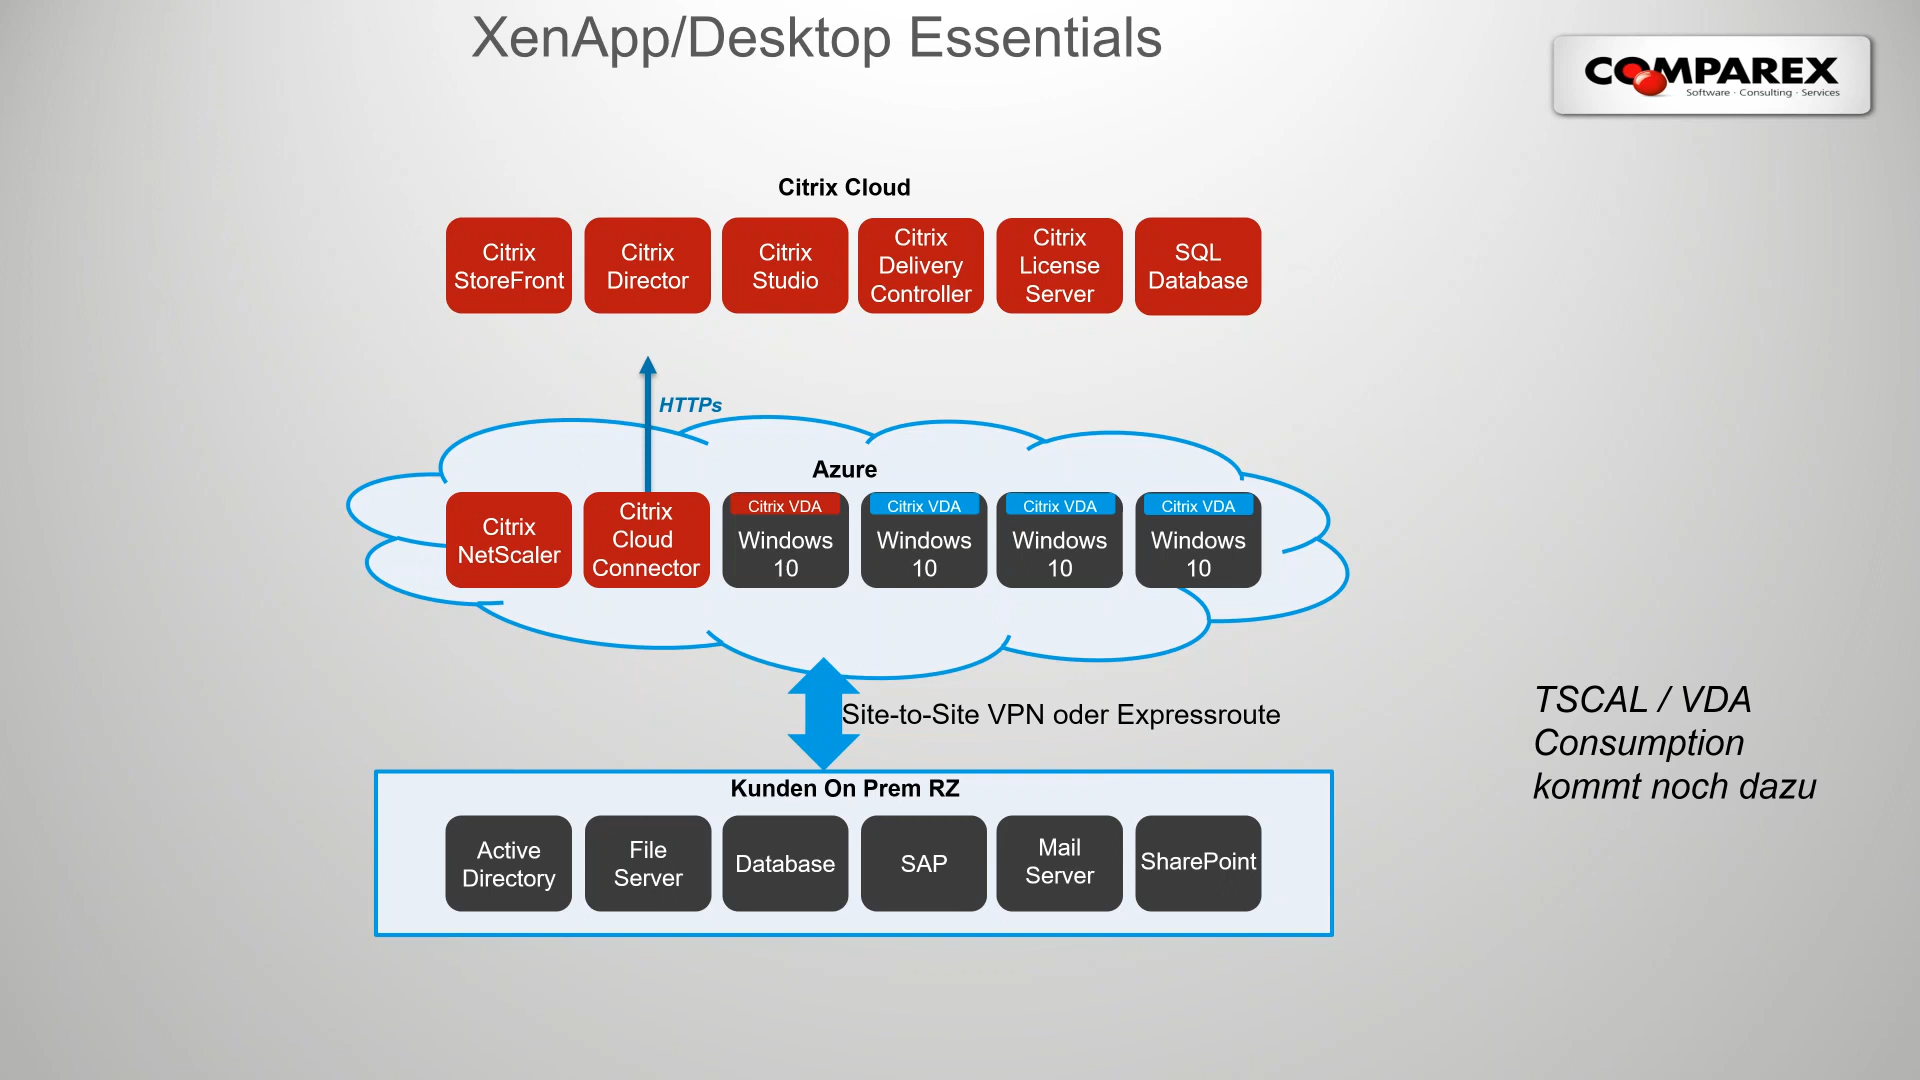 XenApp/Desktop Essentials
COMPAREX
Software · Consulting · Services
Citrix Cloud
Citrix
StoreFront
Citrix
Director
Citrix
Studio
Citrix
Delivery
Controller
Citrix
License
Server
SQL
Database
HTTPs
Azure
Citrix
NetScaler
Citrix
Cloud
Connector
Citrix VDA
Windows
10
Citrix VDA
Windows
10
Citrix VDA
Windows
10
Citrix VDA
Windows
10
Site-to-Site VPN oder Expressroute
TSCAL / VDA
Consumption
kommt noch dazu
Kunden On Prem RZ
Active
Directory
File
Server
Database
SAP
Mail
Server
SharePoint